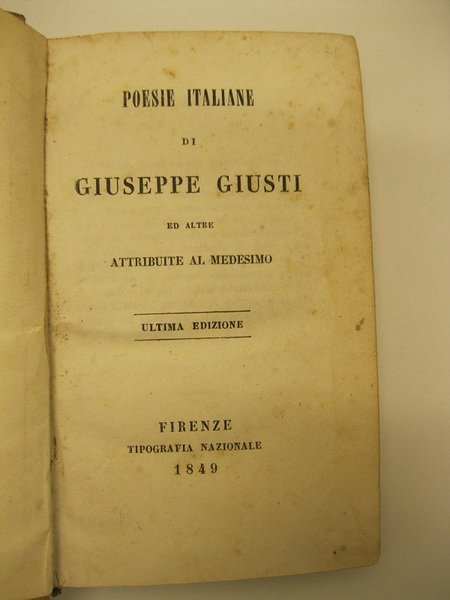 POESIE ITALIANE
DI
GIUSEPPE GIUSTI
ED ALTRE
ATTRIBUITE AL MEDESIMO
ULTIMA EDIZIONE
FIRENZE
TIPOGRAFIA NAZIONALE
1849